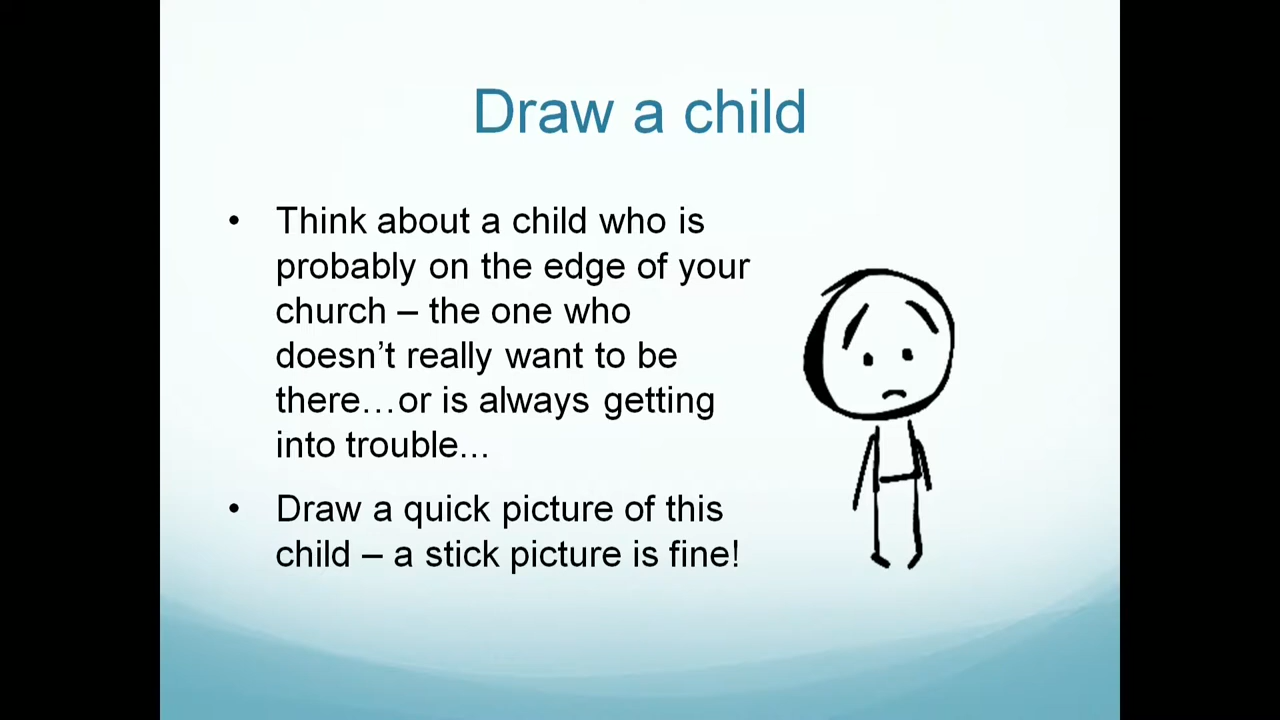 Draw a child
• Think about a child who is
probably on the edge of your
church – the one who
doesn’t really want to be
there…or is always getting
into trouble...
• Draw a quick picture of this
child – a stick picture is fine!